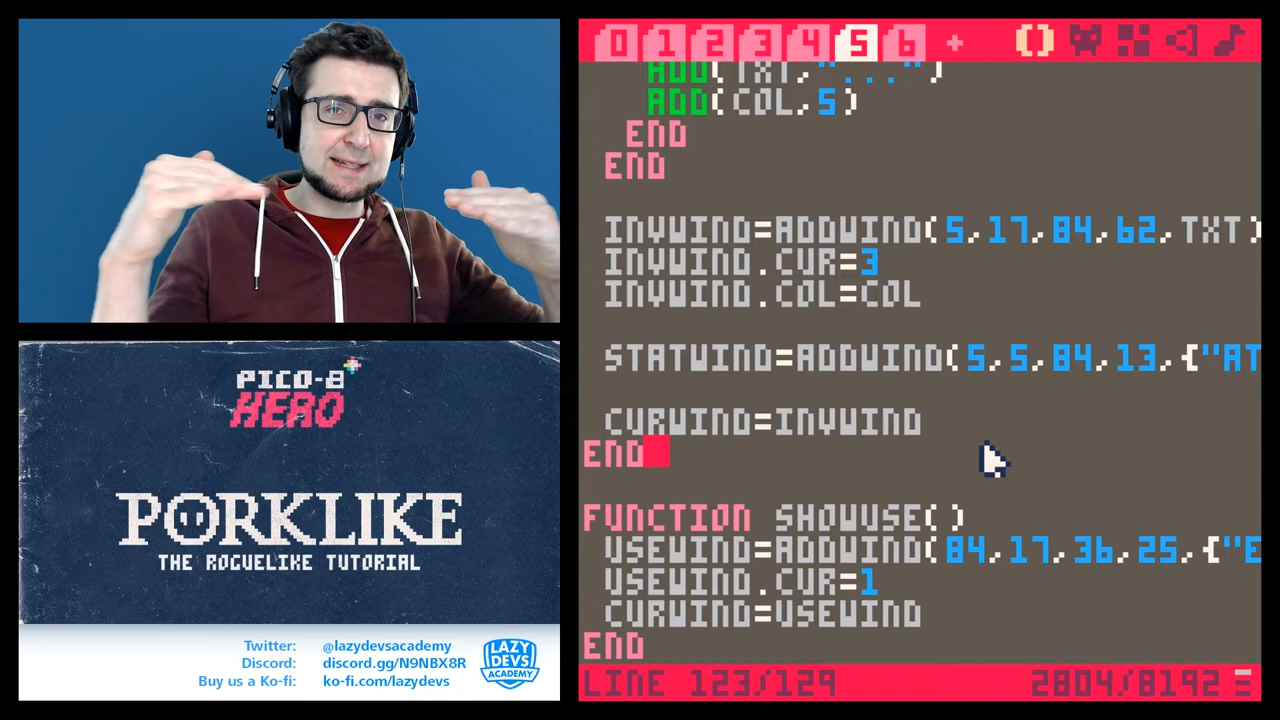 0 1 2 3 4 5 6 +
ADD(TXT,"...")
ADD(COL,5)
END
END
INVWIND=ADDWIND(5,17,84,62,TXT)
INVWIND.CUR=3
INVWIND.COL=COL
STATWIND=ADDWIND(5,5,84,13,{"AT
CURWIND=INVWIND
END
FUNCTION SHOWUSE()
USEWIND=ADDWIND(84,17,36,25,{"E
USEWIND.CUR=1
CURWIND=USEWIND
END
LINE 123/129 2804/8192
PICO-8
HERO
PORKLIKE
THE ROGUELIKE TUTORIAL
Twitter: @lazydevsacademy
Discord: discord.gg/N9NBX8R
Buy us a Ko-fi: ko-fi.com/lazydevs
LAZY
DEVS
ACADEMY